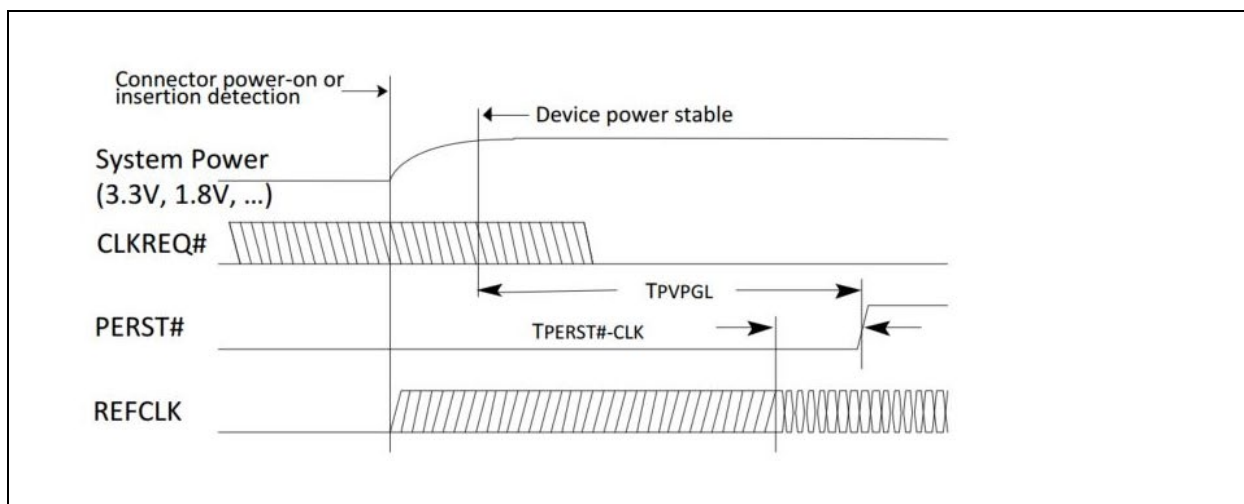 Connector power-on or
insertion detection
Device power stable
System Power
(3.3V, 1.8V, ...)
CLKREQ#
TPVPGL
PERST#
TPERST#-CLK
REFCLK